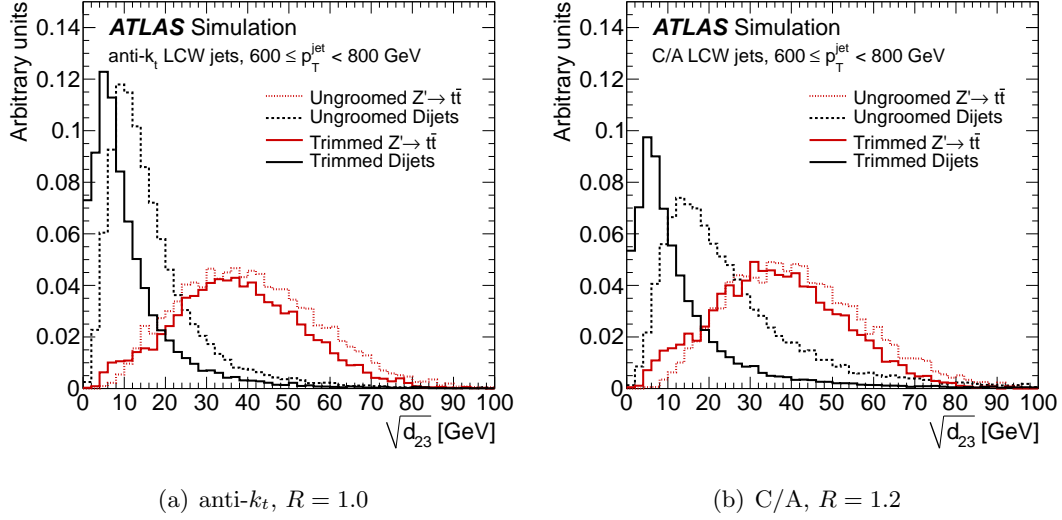 Arbitrary units
0.14
0.12
0.1
0.08
0.06
0.04
0.02
0
ATLAS Simulation
anti-k_t LCW jets, 600 ≤ p_T^jet < 800 GeV
Ungroomed Z'→ tt̄
Ungroomed Dijets
Trimmed Z'→ tt̄
Trimmed Dijets
0 10 20 30 40 50 60 70 80 90 100
√d_23 [GeV]
(a) anti-k_t, R = 1.0
Arbitrary units
0.14
0.12
0.1
0.08
0.06
0.04
0.02
0
ATLAS Simulation
C/A LCW jets, 600 ≤ p_T^jet < 800 GeV
Ungroomed Z'→ tt̄
Ungroomed Dijets
Trimmed Z'→ tt̄
Trimmed Dijets
0 10 20 30 40 50 60 70 80 90 100
√d_23 [GeV]
(b) C/A, R = 1.2